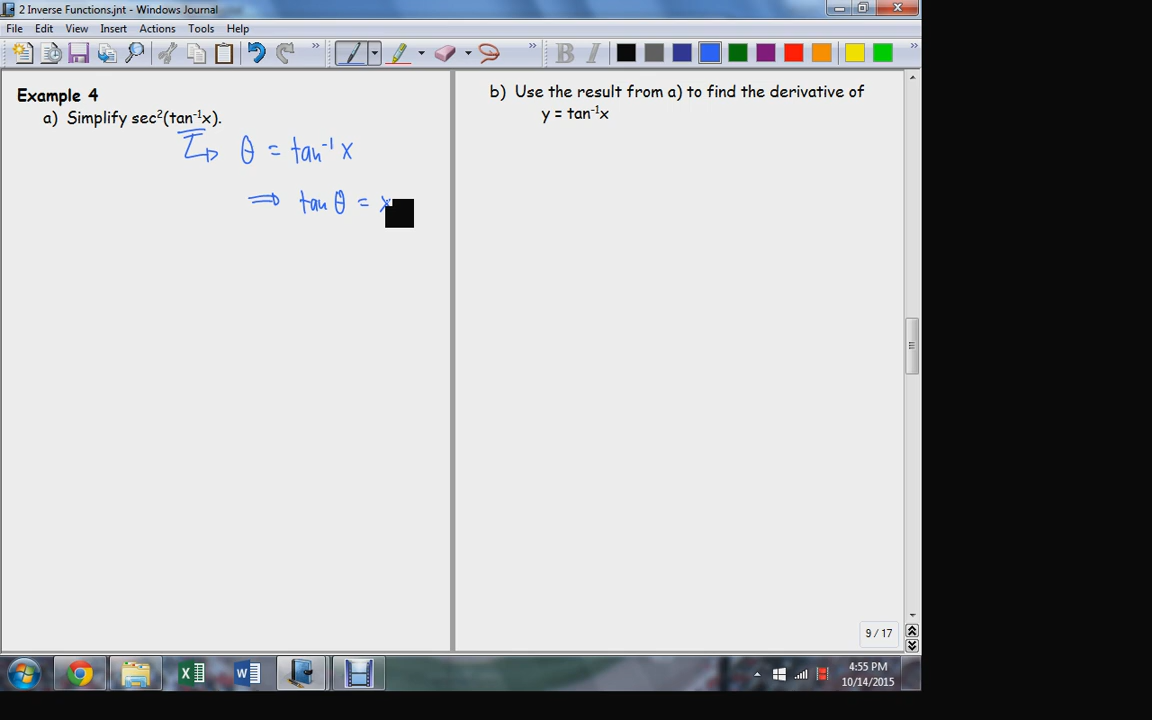 2 Inverse Functions.jnt - Windows Journal
File Edit View Insert Actions Tools Help
» » B I »
Example 4
a) Simplify sec²(tan⁻¹x).
θ = tan⁻¹ x
⇒ tan θ = x
b) Use the result from a) to find the derivative of
y = tan⁻¹x
9 / 17
4:55 PM
10/14/2015